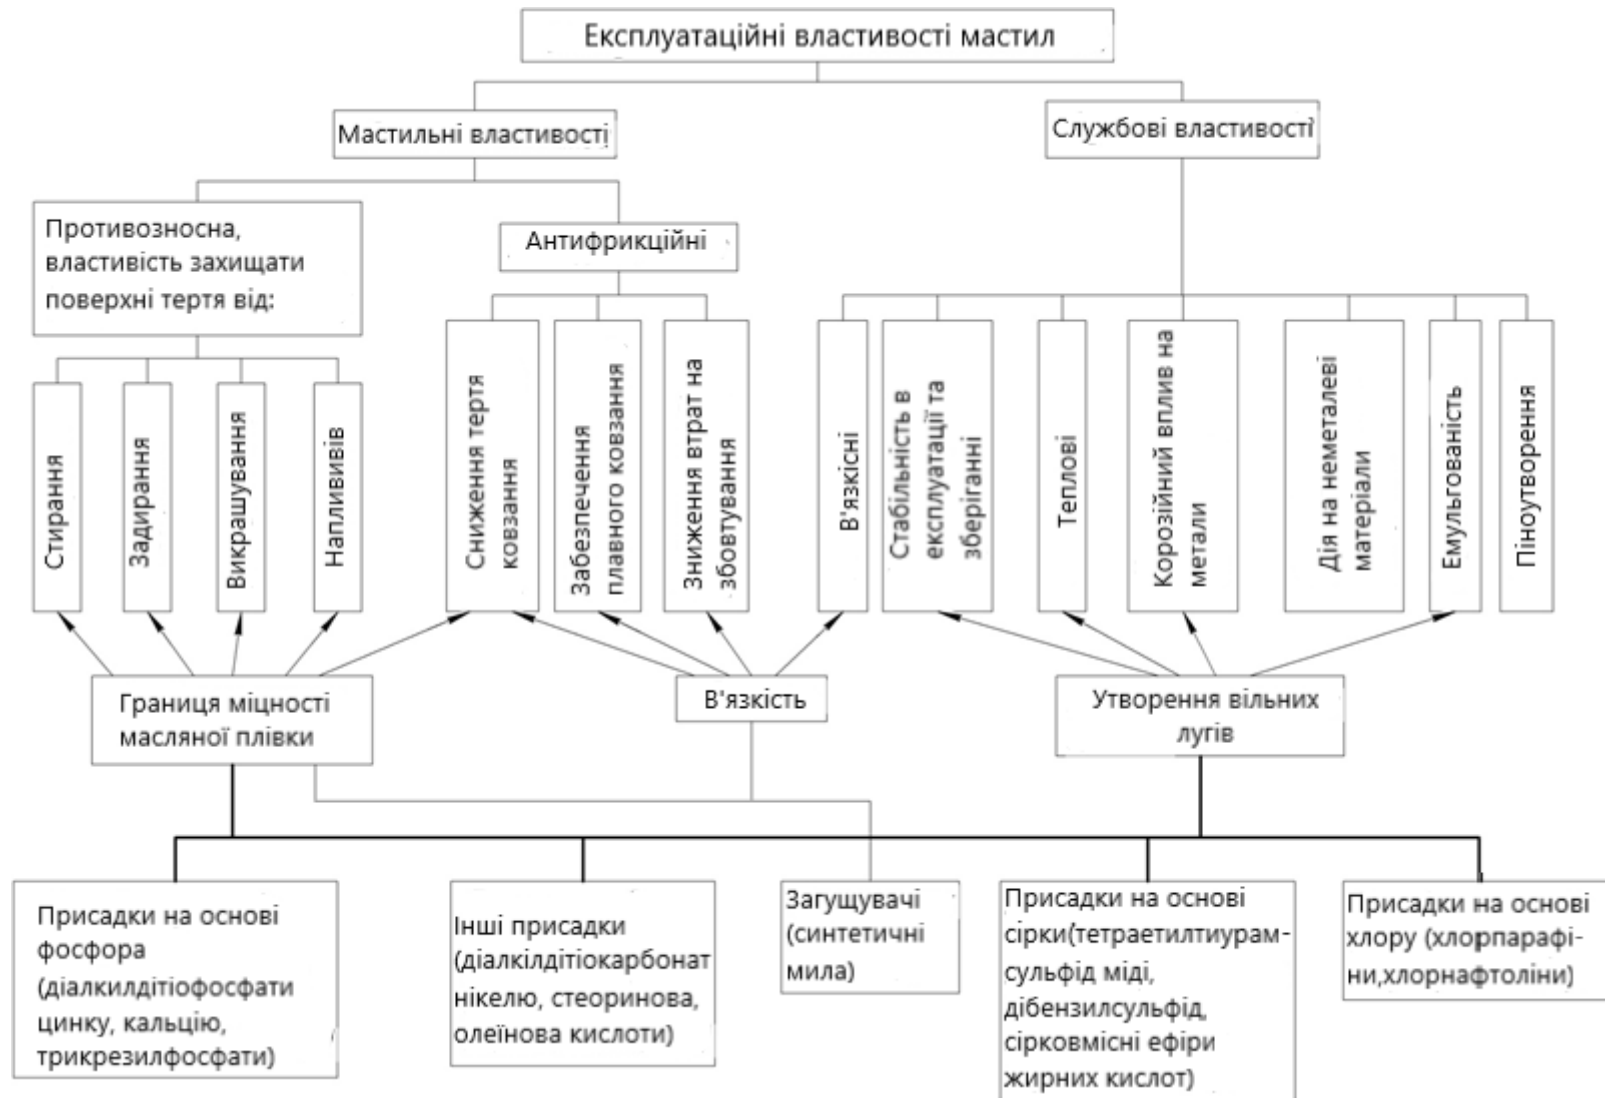 Експлуатаційні властивості мастил
Мастильні властивості
Службові властивості
Противозносна,
властивість захищати
поверхні тертя від:
Антифрикційні
Стирання
Задирання
Викрашування
Напливів
Сниження тертя
ковзання
Забезпечення
плавного ковзання
Зниження втрат на
збовтування
В'язкісні
Стабільність в
експлуатації та
зберіганні
Теплові
Корозійний вплив на
метали
Дія на неметалеві
матеріали
Емульгованість
Піноутворення
Границя міцності
масляної плівки
В'язкість
Утворення вільних
лугів
Присадки на основі
фосфора
(діалкилдітіофосфати
цинку, кальцію,
трикрезилфосфати)
Інші присадки
(діалкілдітіокарбонат
нікелю, стеоринова,
олеїнова кислоти)
Загущувачі
(синтетичні
мила)
Присадки на основі
сірки(тетраетилтиурам-
сульфід міді,
дібензилсульфід,
сірковмісні ефіри
жирних кислот)
Присадки на основі
хлору (хлорпарафі-
ни,хлорнафтоліни)